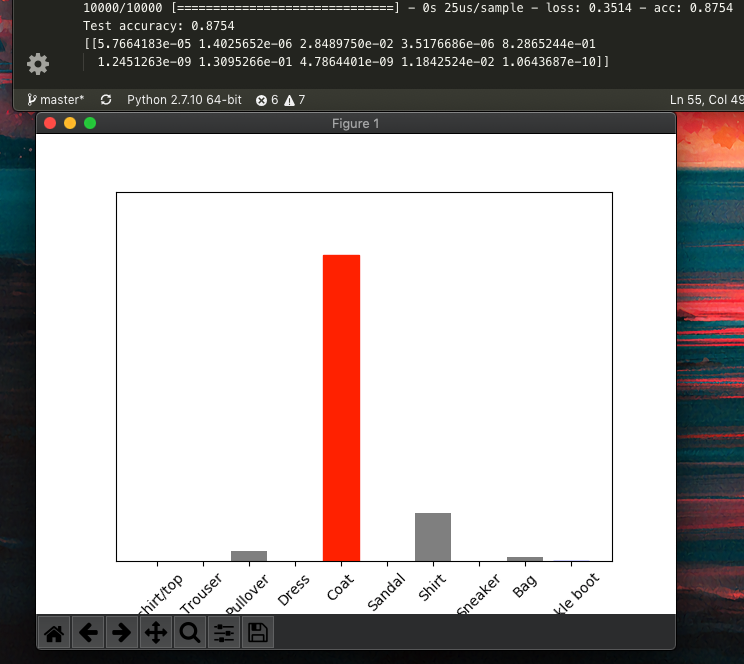 10000/10000 [==============================] - 0s 25us/sample - loss: 0.3514 - acc: 0.8754
Test accuracy: 0.8754
[[5.7664183e-05 1.4025652e-06 2.8489750e-02 3.5176686e-06 8.2865244e-01
1.2451263e-09 1.3095266e-01 4.7864401e-09 1.1842524e-02 1.0643687e-10]]
master* Python 2.7.10 64-bit 6 7 Ln 55, Col 49
Figure 1
shirt/top Trouser Pullover Dress Coat Sandal Shirt Sneaker Bag kle boot